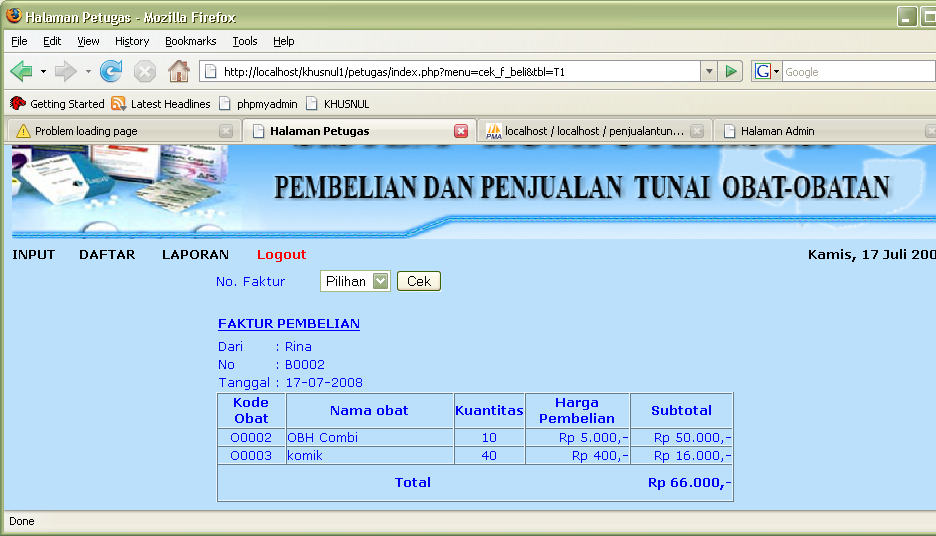 Halaman Petugas - Mozilla Firefox
File Edit View History Bookmarks Tools Help
http://localhost/khusnul1/petugas/index.php?menu=cek_f_beli&tbl=T1
G Google
Getting Started Latest Headlines phpmyadmin KHUSNUL
Problem loading page Halaman Petugas PMA localhost / localhost / penjualantun... Halaman Admin
PEMBELIAN DAN PENJUALAN TUNAI OBAT-OBATAN
INPUT DAFTAR LAPORAN Logout Kamis, 17 Juli 200
No. Faktur Pilihan Cek
FAKTUR PEMBELIAN
Dari : Rina
No : B0002
Tanggal : 17-07-2008
Kode Obat Nama obat Kuantitas Harga Pembelian Subtotal
O0002 OBH Combi 10 Rp 5.000,- Rp 50.000,-
O0003 komik 40 Rp 400,- Rp 16.000,-
Total Rp 66.000,-
Done